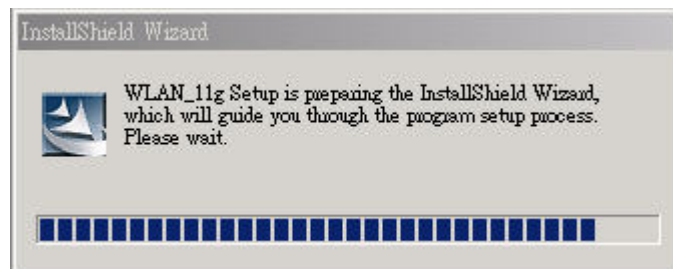 InstallShield Wizard
WLAN_11g Setup is preparing the InstallShield Wizard,
which will guide you through the program setup process.
Please wait.